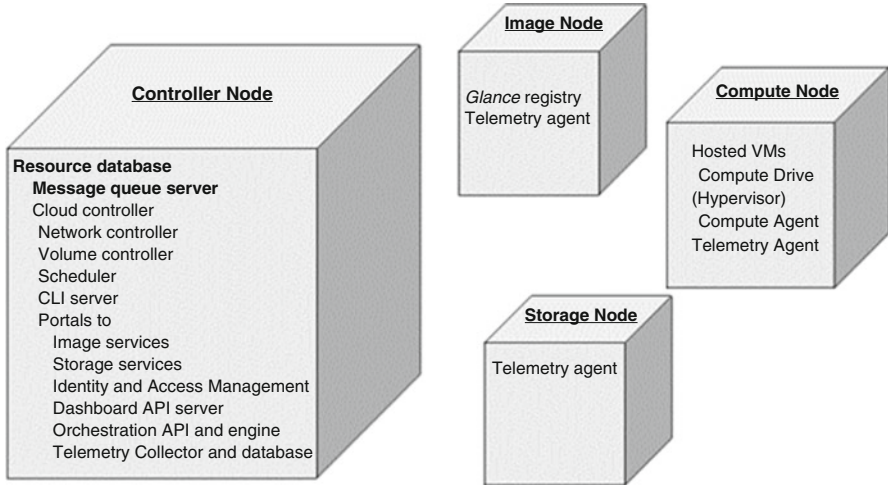 Controller Node
Resource database
Message queue server
Cloud controller
Network controller
Volume controller
Scheduler
CLI server
Portals to
Image services
Storage services
Identity and Access Management
Dashboard API server
Orchestration API and engine
Telemetry Collector and database
Image Node
Glance registry
Telemetry agent
Compute Node
Hosted VMs
Compute Drive
(Hypervisor)
Compute Agent
Telemetry Agent
Storage Node
Telemetry agent